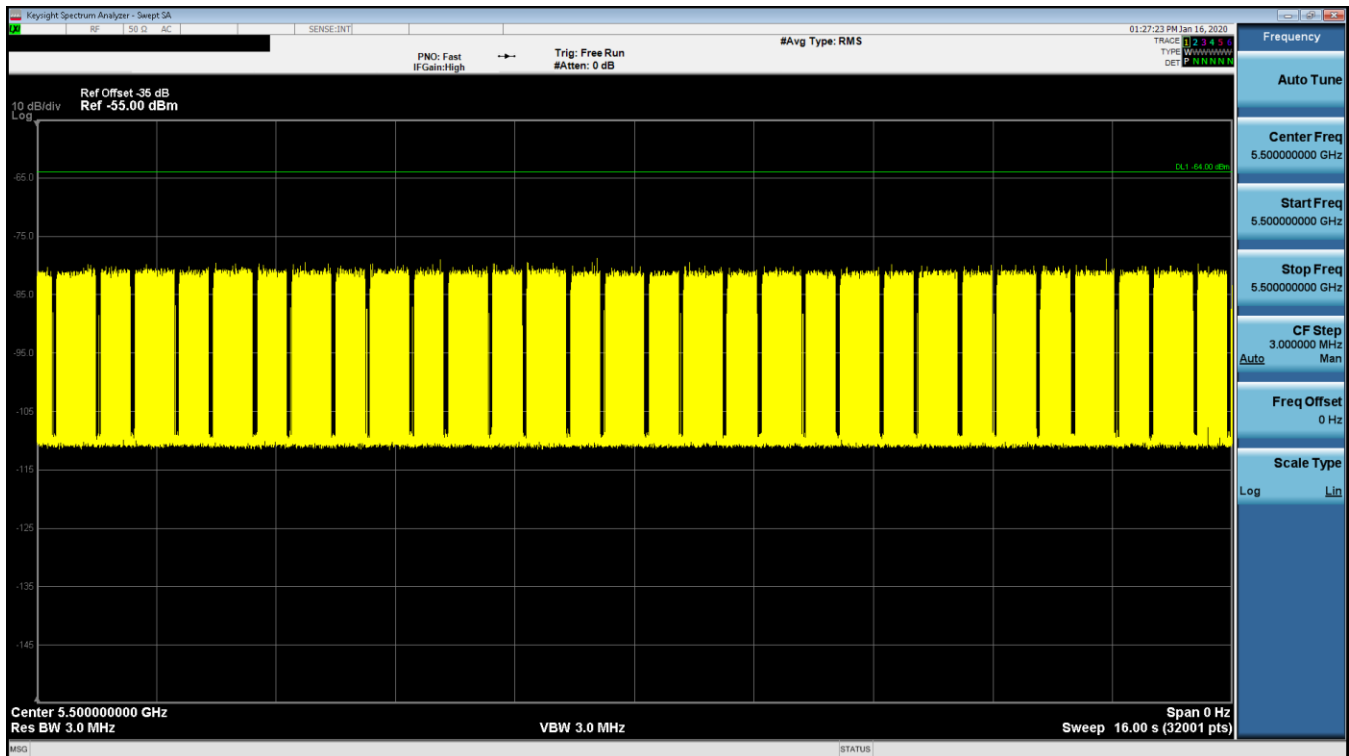 Keysight Spectrum Analyzer - Swept SA
RF 50 Ω AC SENSE:INT 01:27:23 PM Jan 16, 2020
#Avg Type: RMS
TRACE 1 2 3 4 5 6
PNO: Fast Trig: Free Run TYPE WWWWWW
IFGain:High #Atten: 0 dB DET P N N N N N
Ref Offset -35 dB
10 dB/div Ref -55.00 dBm
Log
DL1 -64.00 dBm
-65.0
-75.0
-85.0
-95.0
-105
-115
-125
-135
-145
Center 5.500000000 GHz Span 0 Hz
Res BW 3.0 MHz VBW 3.0 MHz Sweep 16.00 s (32001 pts)
MSG STATUS
Frequency
Auto Tune
Center Freq
5.500000000 GHz
Start Freq
5.500000000 GHz
Stop Freq
5.500000000 GHz
CF Step
3.000000 MHz
Auto Man
Freq Offset
0 Hz
Scale Type
Log Lin